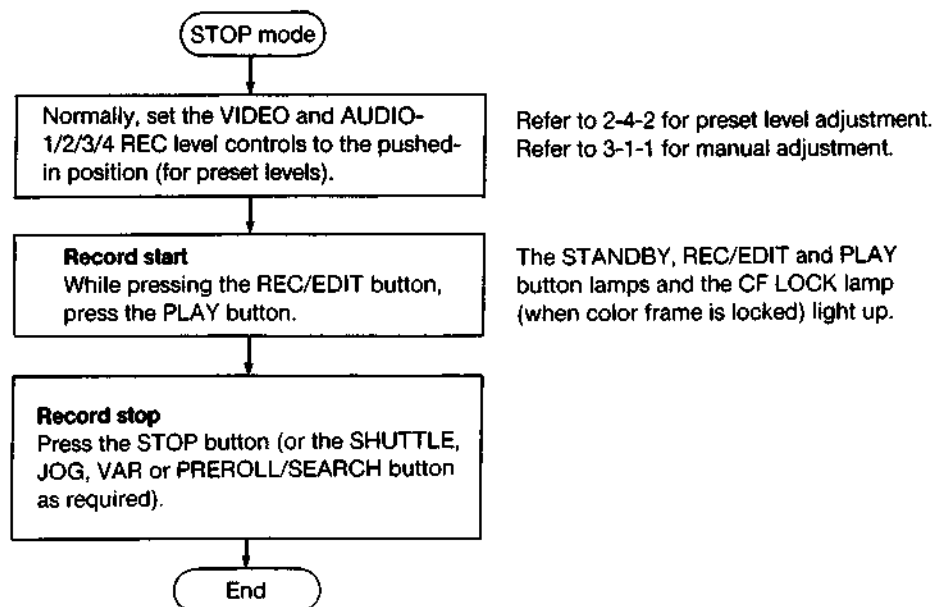 STOP mode
Normally, set the VIDEO and AUDIO-
1/2/3/4 REC level controls to the pushed-
in position (for preset levels).
Refer to 2-4-2 for preset level adjustment.
Refer to 3-1-1 for manual adjustment.
Record start
While pressing the REC/EDIT button,
press the PLAY button.
The STANDBY, REC/EDIT and PLAY
button lamps and the CF LOCK lamp
(when color frame is locked) light up.
Record stop
Press the STOP button (or the SHUTTLE,
JOG, VAR or PREROLL/SEARCH button
as required).
End